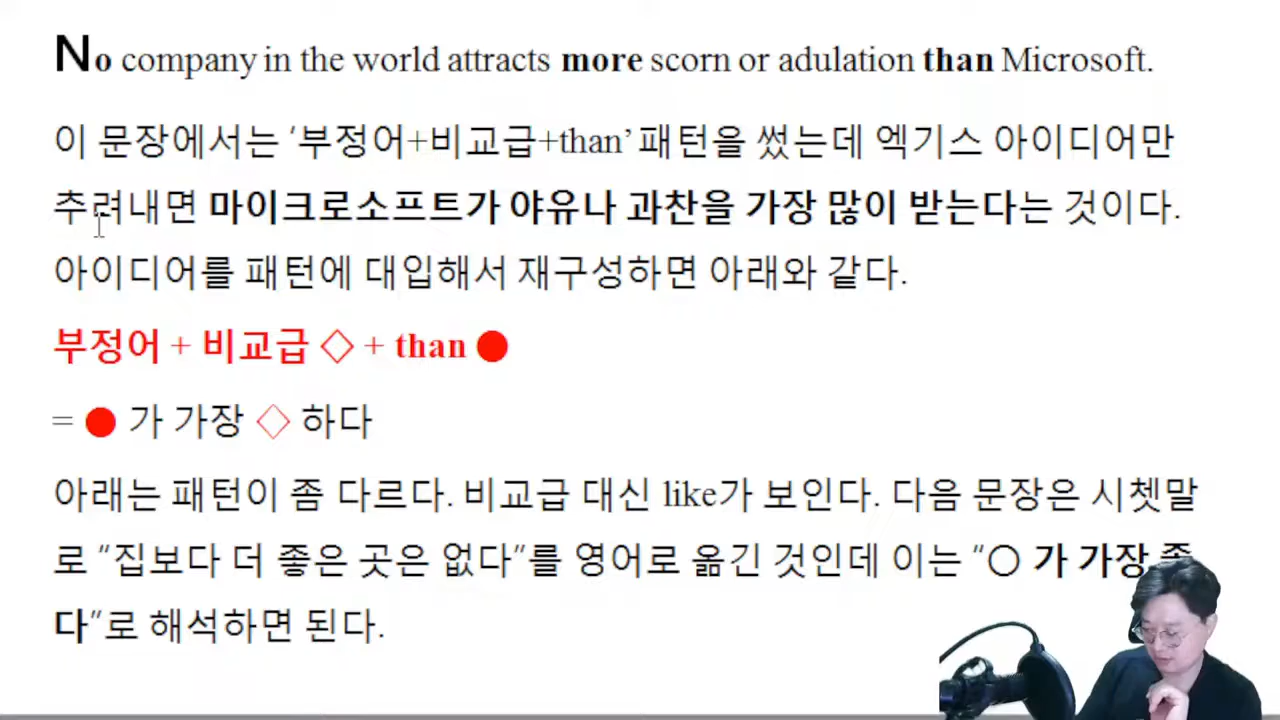 No company in the world attracts more scorn or adulation than Microsoft.
이 문장에서는 ‘부정어+비교급+than’ 패턴을 썼는데 엑기스 아이디어만
추려내면 마이크로소프트가 야유나 과찬을 가장 많이 받는다는 것이다.
아이디어를 패턴에 대입해서 재구성하면 아래와 같다.
부정어 + 비교급 ◇ + than ●
= ● 가 가장 ◇ 하다
아래는 패턴이 좀 다르다. 비교급 대신 like가 보인다. 다음 문장은 시쳇말
로 “집보다 더 좋은 곳은 없다”를 영어로 옮긴 것인데 이는 “○ 가 가장 좋
다”로 해석하면 된다.